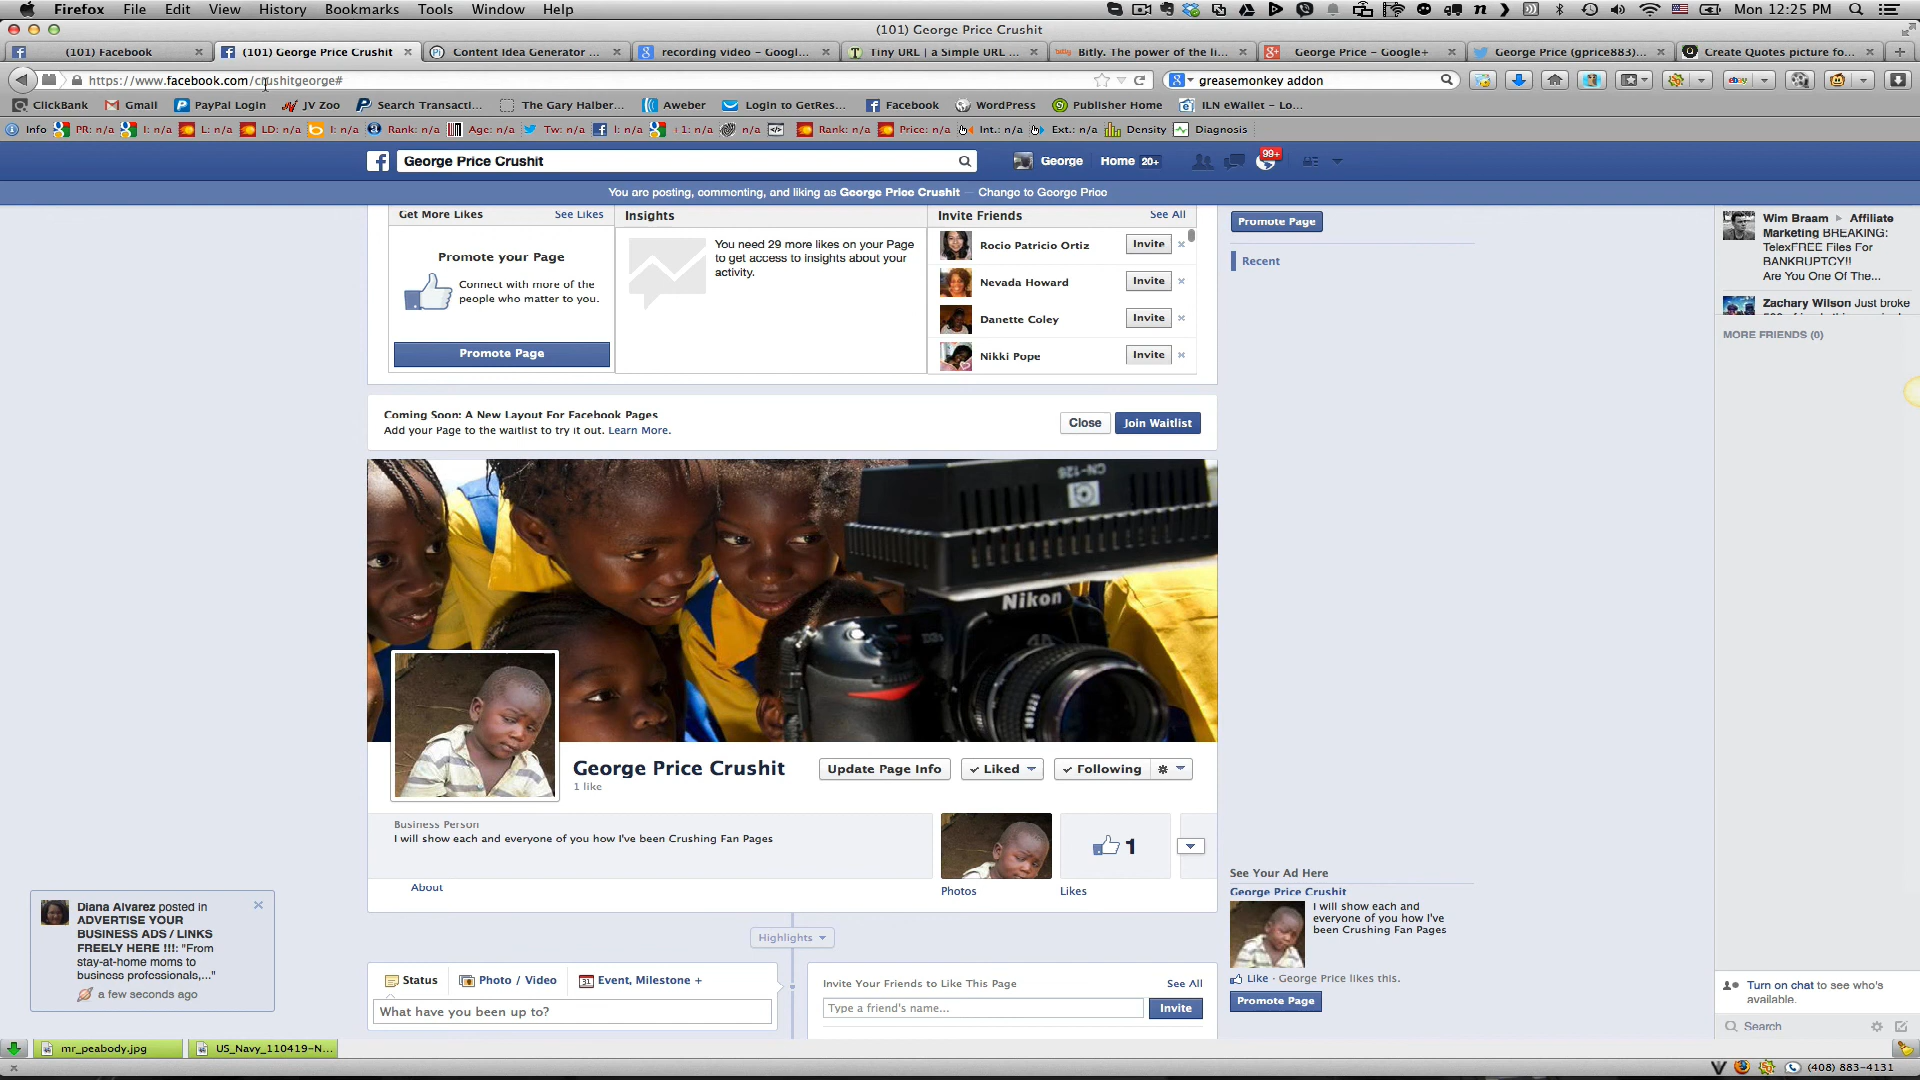 Firefox File Edit View History Bookmarks Tools Window Help Mon 12:25 PM
(101) George Price Crushit
(101) Facebook (101) George Price Crushit Content Idea Generator ... recording video - Googl... Tiny URL | a Simple URL ... Bitly. The power of the li... George Price - Google+ George Price (gprice883)... Create Quotes picture fo...
https://www.facebook.com/crushitgeorge# greasemonkey addon
ClickBank Gmail PayPal Login JV Zoo Search Transacti... The Gary Halber... Aweber Login to GetRes... Facebook WordPress Publisher Home ILN eWallet - Lo...
Info PR: n/a I: n/a L: n/a LD: n/a I: n/a Rank: n/a Age: n/a Tw: n/a I: n/a +1: n/a n/a Rank: n/a Price: n/a Int.: n/a Ext.: n/a Density Diagnosis
George Price Crushit George Home 20+ 99+
You are posting, commenting, and liking as George Price Crushit — Change to George Price
Get More Likes See Likes Insights Invite Friends See All Promote Page
Promote your Page
Connect with more of the
people who matter to you.
Promote Page
You need 29 more likes on your Page
to get access to insights about your
activity.
Rocio Patricio Ortiz Invite
Nevada Howard Invite
Danette Coley Invite
Nikki Pope Invite
Recent
Wim Braam Affiliate
Marketing BREAKING:
TelexFREE Files For
BANKRUPTCY!!
Are You One Of The...
Zachary Wilson Just broke
MORE FRIENDS (0)
Coming Soon: A New Layout For Facebook Pages
Add your Page to the waitlist to try it out. Learn More.
Close Join Waitlist
CN-126
Nikon
George Price Crushit Update Page Info Liked Following
1 like
Business Person
I will show each and everyone of you how I've been Crushing Fan Pages
1
About Photos Likes
Highlights
Status Photo / Video Event, Milestone +
31
What have you been up to?
Invite Your Friends to Like This Page See All
Type a friend's name... Invite
See Your Ad Here
George Price Crushit
I will show each and
everyone of you how I've
been Crushing Fan Pages
Like · George Price likes this.
Promote Page
Diana Alvarez posted in
ADVERTISE YOUR
BUSINESS ADS / LINKS
FREELY HERE !!!: "From
stay-at-home moms to
business professionals,..."
a few seconds ago
Turn on chat to see who's
available.
Search
mr_peabody.jpg US_Navy_110419-N...
(408) 883-4131